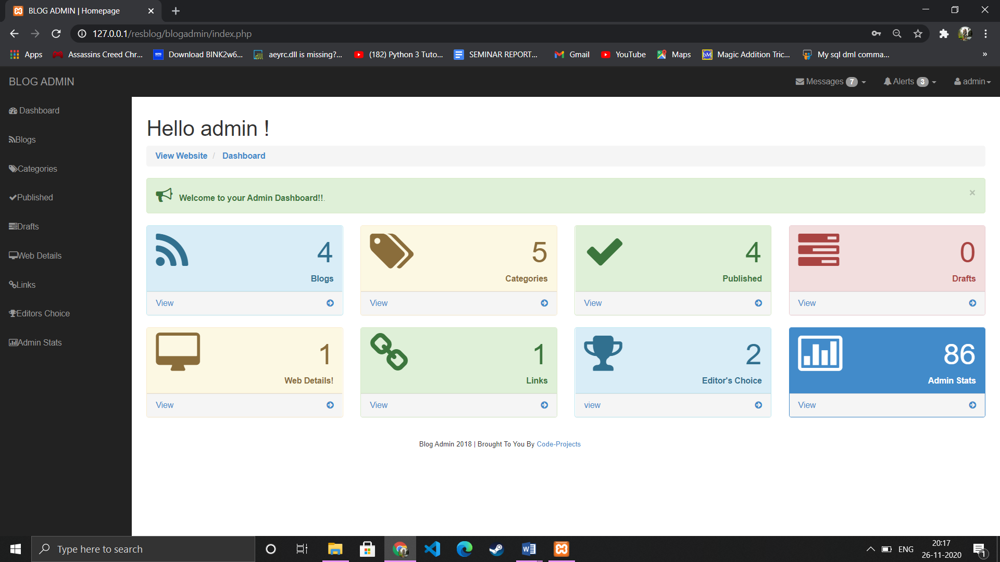 BLOG ADMIN | Homepage
127.0.0.1/resblog/blogadmin/index.php
Apps Assassins Creed Chr... Download BINK2w6... aeyrc.dll is missing?... (182) Python 3 Tuto... SEMINAR REPORT... Gmail YouTube Maps Magic Addition Tric... My sql dml comma... »
BLOG ADMIN Messages 7 Alerts 3 admin
Dashboard
Blogs
Categories
Published
Drafts
Web Details
Links
Editors Choice
Admin Stats
Hello admin !
View Website / Dashboard
Welcome to your Admin Dashboard!!. ×
4
Blogs
View
5
Categories
View
4
Published
View
0
Drafts
View
1
Web Details!
View
1
Links
View
2
Editor's Choice
view
86
Admin Stats
View
Blog Admin 2018 | Brought To You By Code-Projects
Type here to search
ENG
20:17
26-11-2020
1